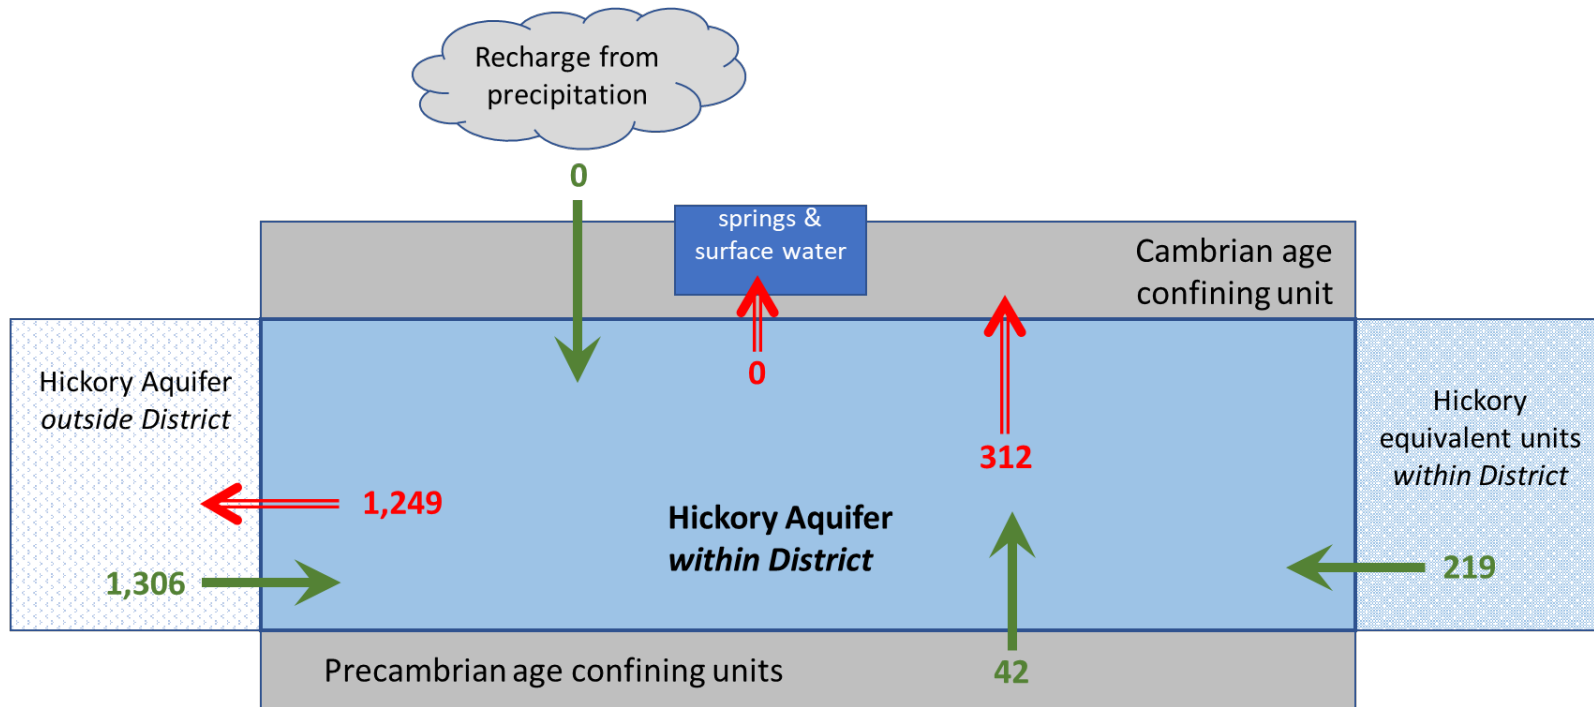 Recharge from
precipitation
0
springs &
surface water
Cambrian age
confining unit
Hickory Aquifer
outside District
0
312
Hickory
equivalent units
within District
1,249
Hickory Aquifer
within District
1,306
219
Precambrian age confining units
42